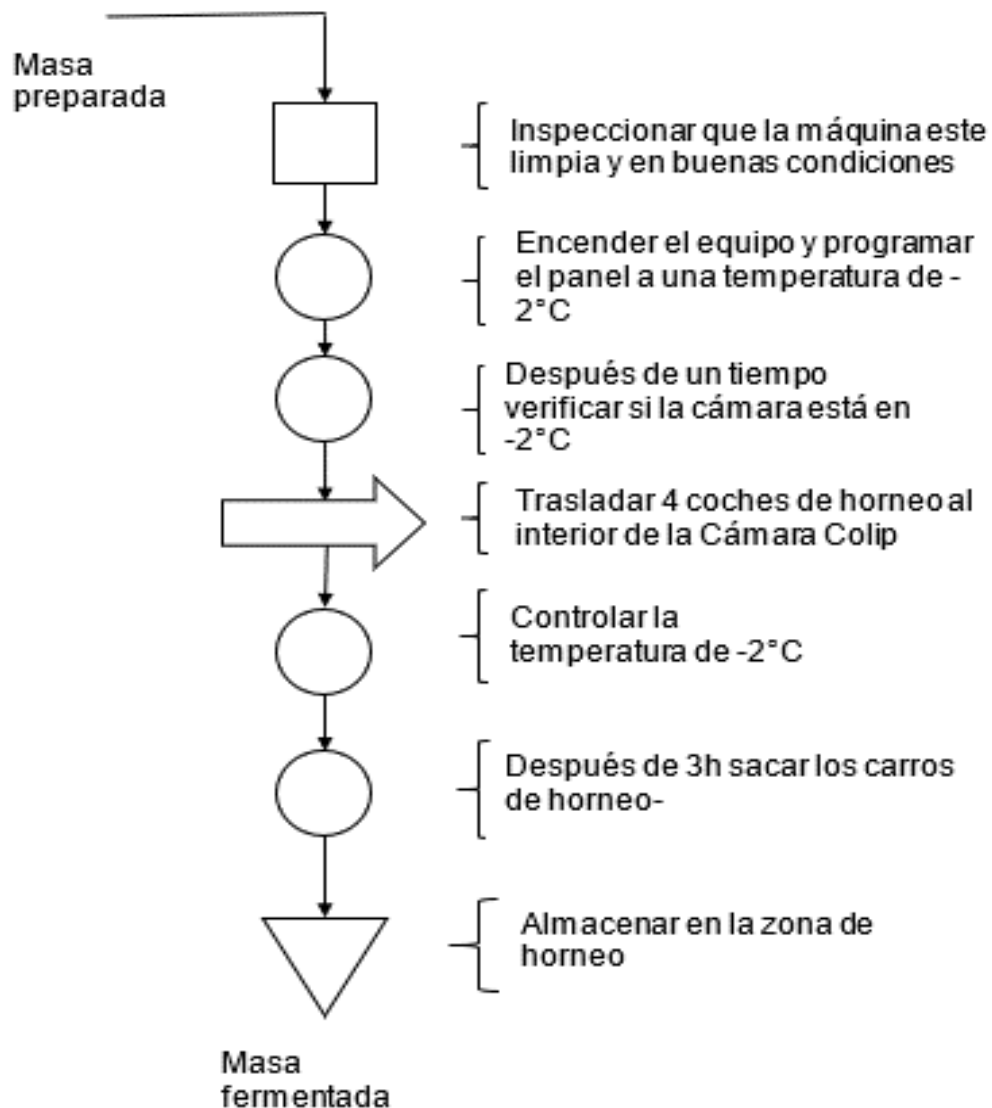 Masa
preparada
Inspeccionar que la máquina este
limpia y en buenas condiciones
Encender el equipo y programar
el panel a una temperatura de -
2°C
Después de un tiempo
verificar si la cámara está en
-2°C
Trasladar 4 coches de horneo al
interior de la Cámara Colip
Controlar la
temperatura de -2°C
Después de 3h sacar los carros
de horneo-
Almacenar en la zona de
horneo
Masa
fermentada